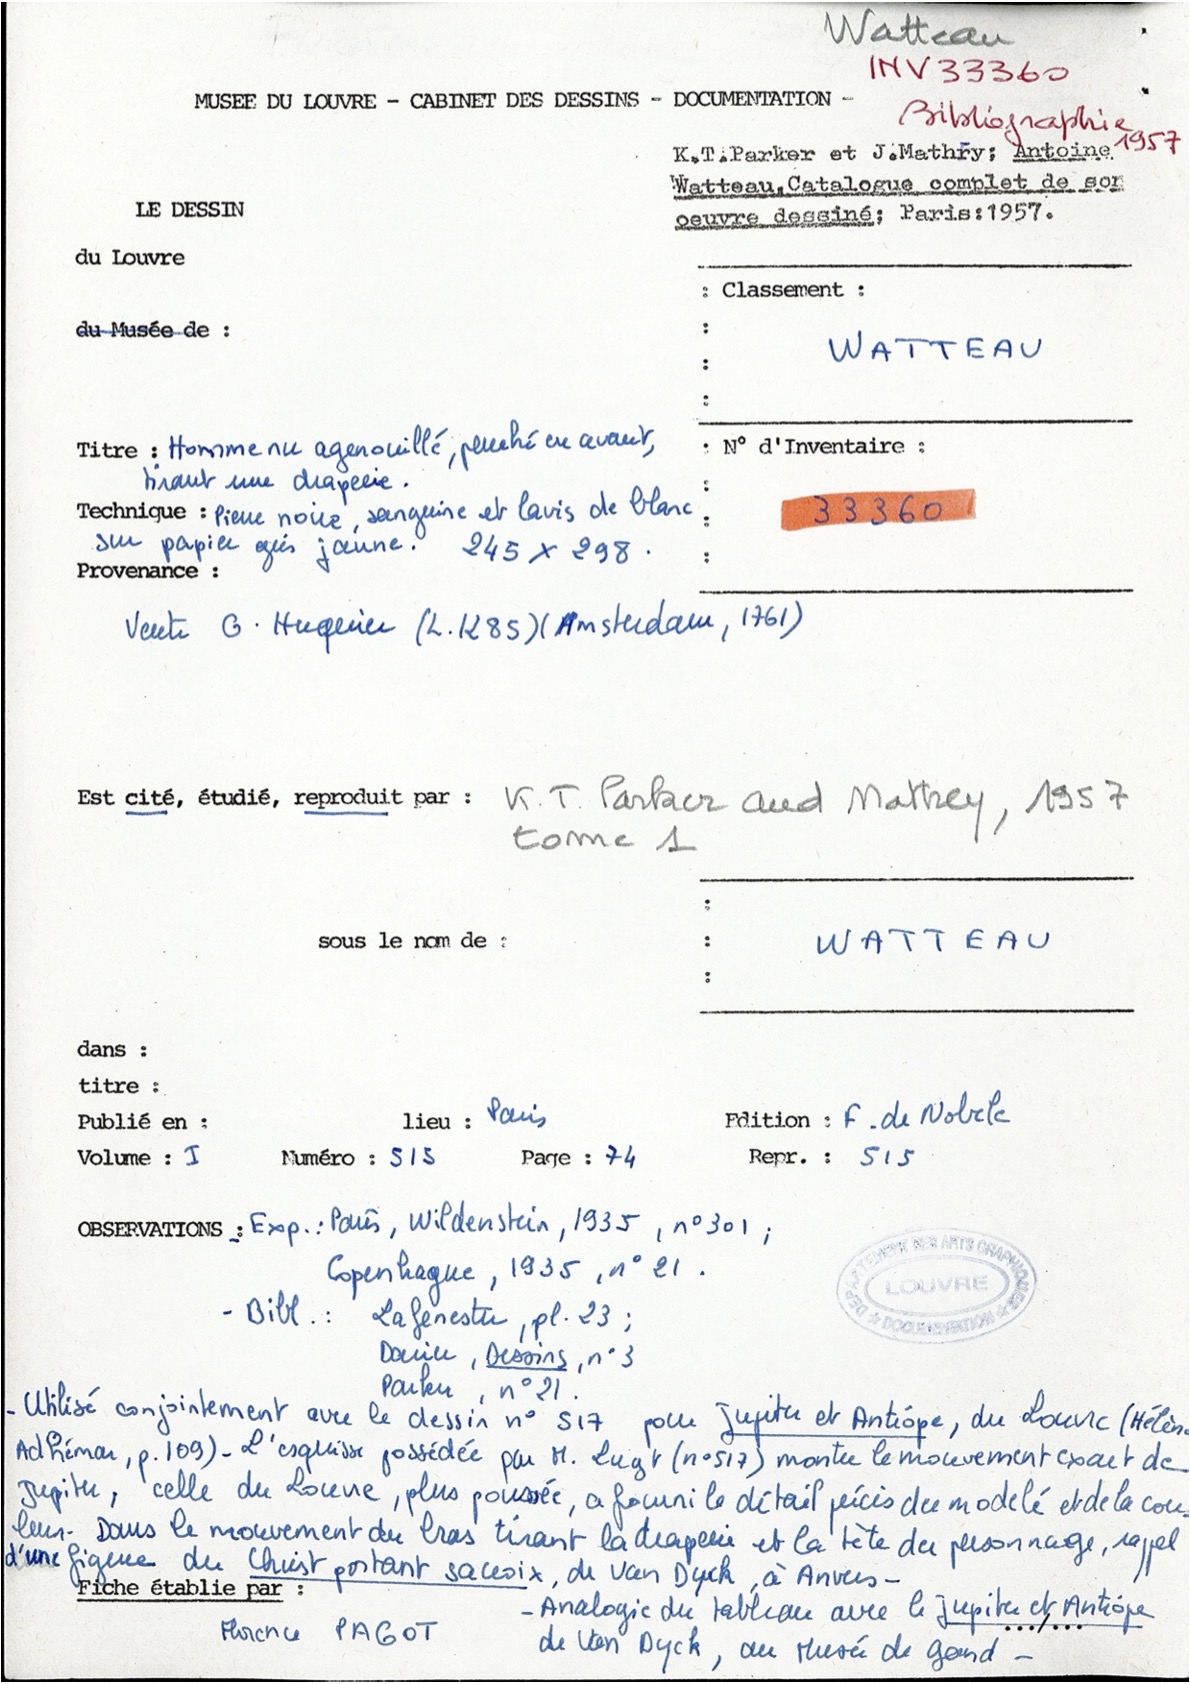 Watteau
INV 33360
MUSEE DU LOUVRE - CABINET DES DESSINS - DOCUMENTATION -
Bibliographie
1957
K.T.Parker et J.Mathey; Antoine
Watteau,Catalogue complet de son
oeuvre dessiné; Paris:1957.
LE DESSIN
du Louvre
: Classement :
du Musée de :
WATTEAU
Titre : Homme nu agenouillé, penché en avant,
tirant une draperie.
: N° d'Inventaire :
Technique : Pierre noire, sanguine et lavis de blanc
33360
sur papier gris jaune. 245 x 298.
Provenance :
Vente G. Huquier (L.1285) (Amsterdam, 1761)
Est cité, étudié, reproduit par : K.T. Parker and Mathey, 1957
tome 1
sous le nom de :
WATTEAU
dans :
titre :
Publié en : lieu : Paris Edition : F. de Nobele
Volume : I Numéro : 515 Page : 74 Repr. : 515
OBSERVATIONS : Exp.: Paris, Wildenstein, 1935, n° 301 ;
Copenhague, 1935, n° 21.
- Bibl.: Lafenestre, pl. 23 ;
Dacier, Dessins, n° 3
Parker, n° 21.
DEPARTEMENT DES ARTS GRAPHIQUES
LOUVRE
DOCUMENTATION
- Utilisé conjointement avec le dessin n° 517 pour Jupiter et Antiope, du Louvre (Hélène
Adhémar, p. 109) - L'esquisse possédée par M. Lugt (n° 517) montre le mouvement exact de
Jupiter, celle du Louvre, plus poussée, a fourni le détail précis du modelé et de la cou-
leur - Dans le mouvement du bras tirant la draperie et la tête du personnage, rappel
d'une figure du Christ portant sa croix, de Van Dyck, à Anvers -
Fiche établie par :
- Analogie du tableau avec le Jupiter et Antiope
Florence PAGOT
de Van Dyck, au Musée de Gand -